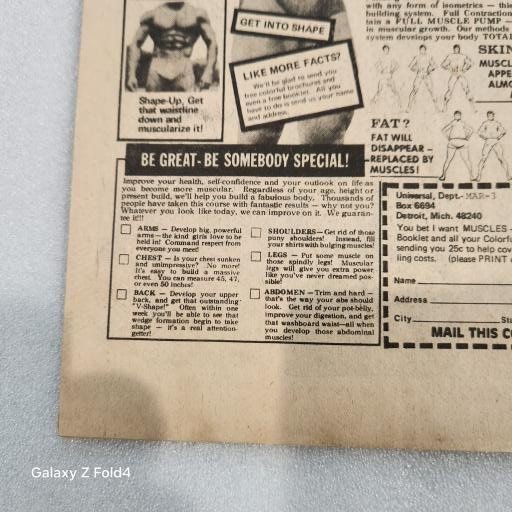 with any form of isometrics — this
building system. Full Contraction
tain a FULL MUSCLE PUMP —
in muscular growth. Our methods
system develops your body TOTAL
GET INTO SHAPE
LIKE MORE FACTS?
We'll be glad to send you
free colorful brochures and
even a free booklet. All you
have to do is send us your name
and address.
Shape-Up, Get
that waistline
down and
muscularize it!
SKIN
MUSCL
APPE
ALMO
FAT?
FAT WILL
DISAPPEAR –
REPLACED BY
MUSCLES!
BE GREAT- BE SOMEBODY SPECIAL!
Improve your health, self-confidence and your outlook on life as
you become more muscular. Regardless of your age, height or
present build, we'll help you build a fabulous body. Thousands of
people have taken this course with fantastic results — why not you?
Whatever you look like today, we can improve on it. We guaran-
tee it!!
ARMS — Develop big, powerful
arms—the kind girls love to be
held in! Command respect from
everyone you meet!
CHEST — Is your chest sunken
and unimpressive? No more!
It's easy to build a massive
chest. You can measure 45, 47,
or even 50 inches!
BACK — Develop your upper
back, and get that outstanding
"V-Shape!" Often within one
week you'll be able to see that
wedge formation begin to take
shape — it's a real attention-
getter!
SHOULDERS—Get rid of those
puny shoulders! Instead, fill
your shirts with bulging muscles!
LEGS — Put some muscle on
those spindly legs! Muscular
legs will give you extra power
like you've never dreamed pos-
sible!
ABDOMEN—Trim and hard—
that's the way your abs should
look. Get rid of your pot-belly,
improve your digestion, and get
that washboard waist—all when
you develop those abdominal
muscles!
Universal, Dept.- MAR-3
Box 6694
Detroit, Mich. 48240
You bet I want MUSCLES -
Booklet and all your Colorful
sending you 25c to help cov
ling costs. (please PRINT
Name
Address
City Sta
MAIL THIS CO
Galaxy Z Fold4